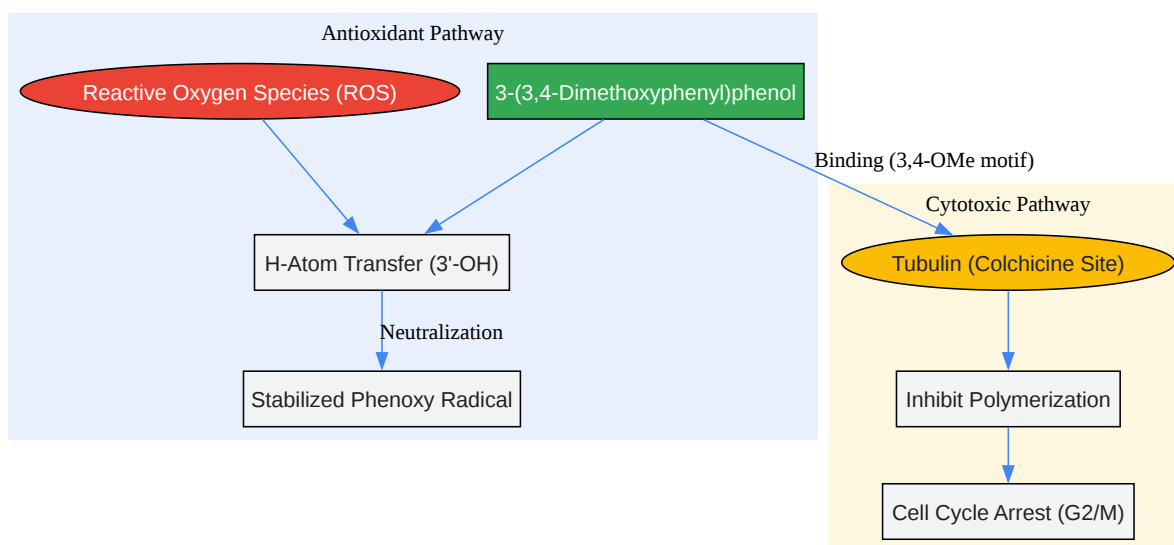 Antioxidant Pathway
Reactive Oxygen Species (ROS)
3-(3,4-Dimethoxyphenyl)phenol
Binding (3,4-OMe motif)
Cytotoxic Pathway
H-Atom Transfer (3'-OH)
Tubulin (Colchicine Site)
Neutralization
Stabilized Phenoxy Radical
Inhibit Polymerization
Cell Cycle Arrest (G2/M)